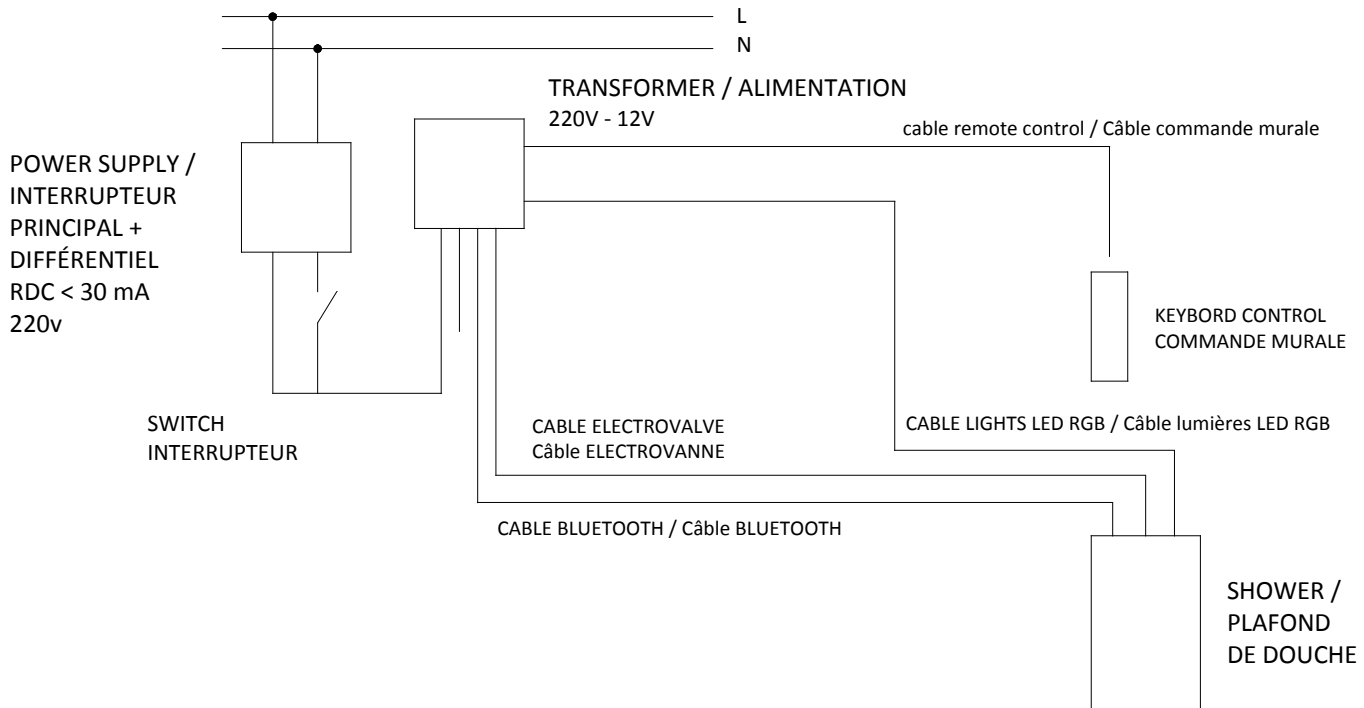 L
N
TRANSFORMER / ALIMENTATION
220V - 12V
cable remote control / Câble commande murale
POWER SUPPLY /
INTERRUPTEUR
PRINCIPAL +
DIFFÉRENTIEL
RDC < 30 mA
220v
KEYBORD CONTROL
COMMANDE MURALE
SWITCH
INTERRUPTEUR
CABLE ELECTROVALVE
Câble ELECTROVANNE
CABLE LIGHTS LED RGB / Câble lumières LED RGB
CABLE BLUETOOTH / Câble BLUETOOTH
SHOWER /
PLAFOND
DE DOUCHE